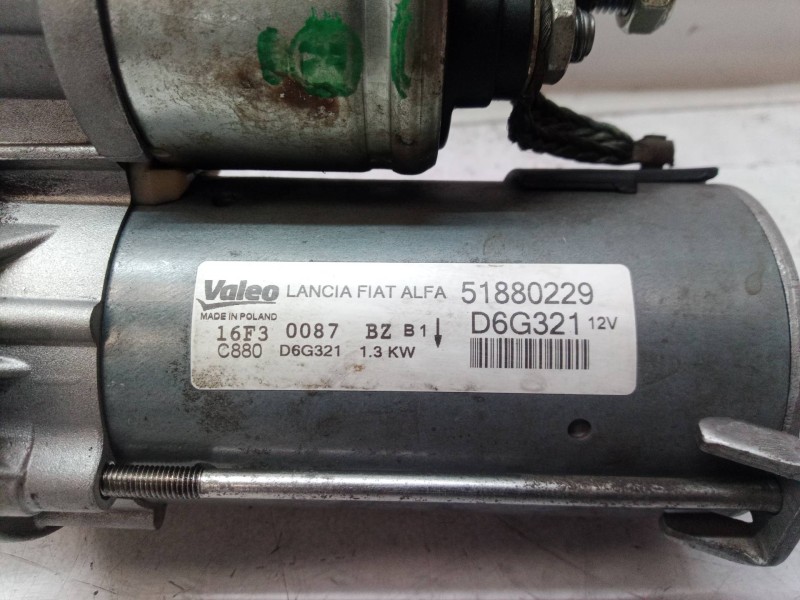 Valeo LANCIA FIAT ALFA 51880229
MADE IN POLAND
16F3 0087 BZ B1 D6G321 12V
C880 D6G321 1.3 KW